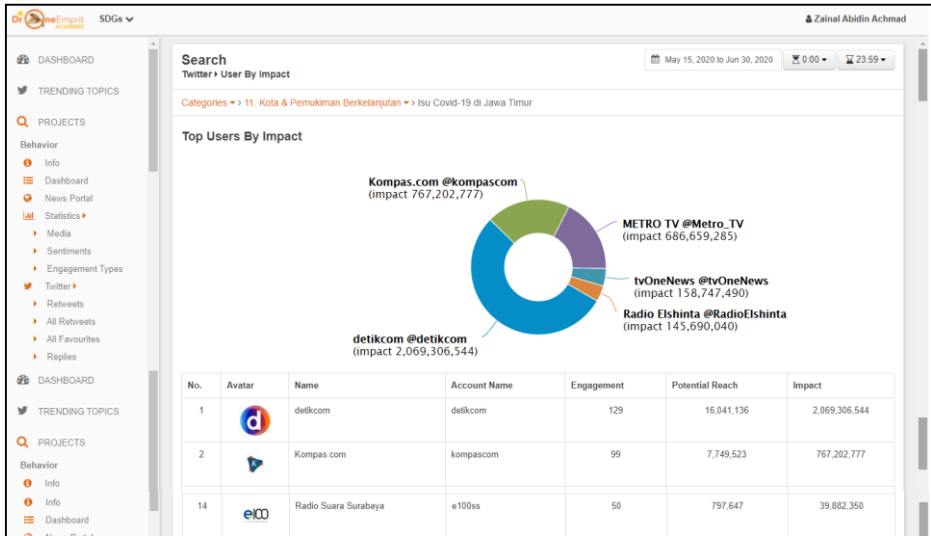 Dr neEmprit
ACADEMIC
SDGs
Zainal Abidin Achmad
DASHBOARD
TRENDING TOPICS
PROJECTS
Behavior
Info
Dashboard
News Portal
Statistics
Media
Sentiments
Engagement Types
Twitter
Retweets
All Retweets
All Favourites
Replies
DASHBOARD
TRENDING TOPICS
PROJECTS
Behavior
Info
Info
Dashboard
Search
Twitter User By Impact
May 15, 2020 to Jun 30, 2020
0:00
23:59
Categories > 11. Kota & Pemukiman Berkelanjutan > Isu Covid-19 di Jawa Timur
Top Users By Impact
Kompas.com @kompascom
(impact 767,202,777)
METRO TV @Metro_TV
(impact 686,659,285)
tvOneNews @tvOneNews
(impact 158,747,490)
Radio Elshinta @RadioElshinta
(impact 145,690,040)
detikcom @detikcom
(impact 2,069,306,544)
No. Avatar Name Account Name Engagement Potential Reach Impact
1 d detikcom detikcom 129 16,041,136 2,069,306,544
2 K Kompas.com kompascom 99 7,749,523 767,202,777
14 e100 Radio Suara Surabaya e100ss 50 797,647 39,882,350